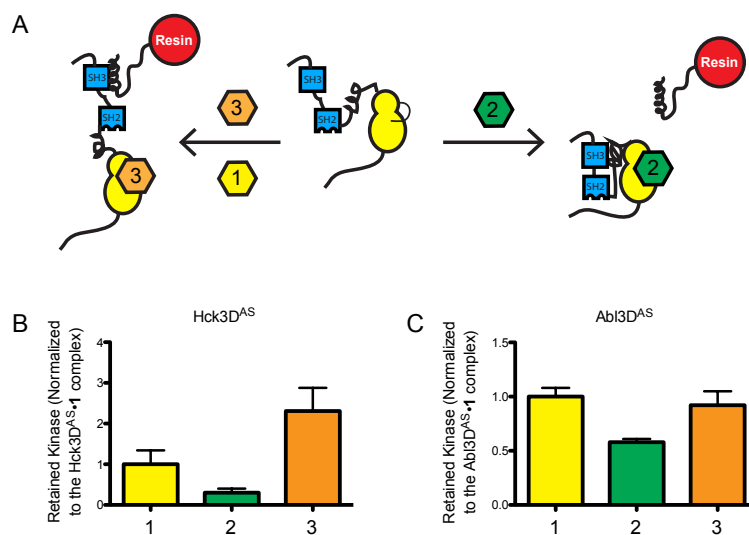 A
Resin
SH3
SH2
3
3
1
SH3
SH2
2
Resin
SH3
SH2
2
B
Hck3D^AS
Retained Kinase (Normalized
to the Hck3D^AS•1 complex)
4
3
2
1
0
1
2
3
C
Abl3D^AS
Retained Kinase (Normalized
to the Abl3D^AS•1 complex)
1.5
1.0
0.5
0.0
1
2
3